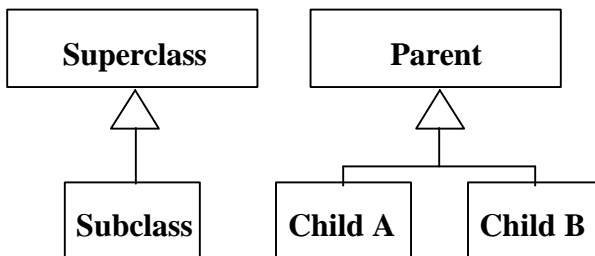 Superclass
Parent
Subclass
Child A
Child B